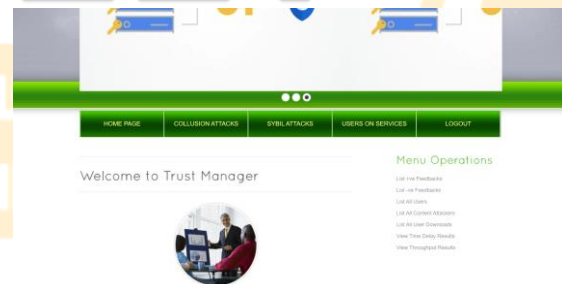 HOME PAGE
COLLUSION ATTACKS
SYBIL ATTACKS
USERS ON SERVICES
LOGOUT
Welcome to Trust Manager
Menu Operations
List +ve Feedbacks
List -ve Feedbacks
List All Users
List All Content Attackers
List All User Downloads
View Time Delay Results
View Throughput Results